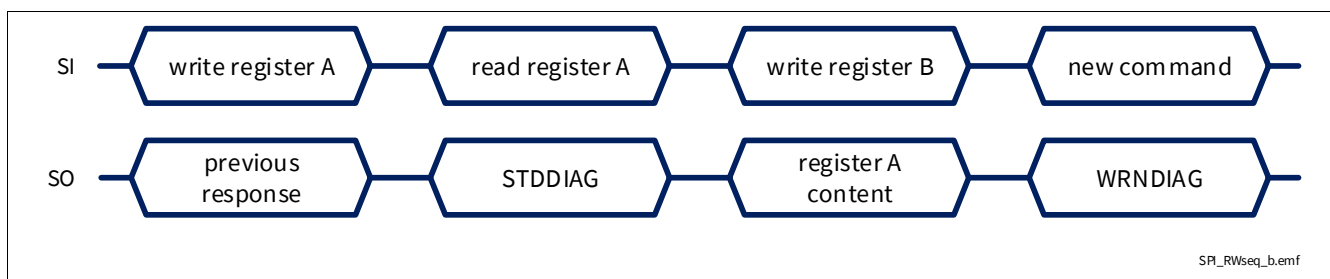 SI
write register A
read register A
write register B
new command
SO
previous
response
STDDIAG
register A
content
WRNDIAG
SPI_RWseq_b.emf